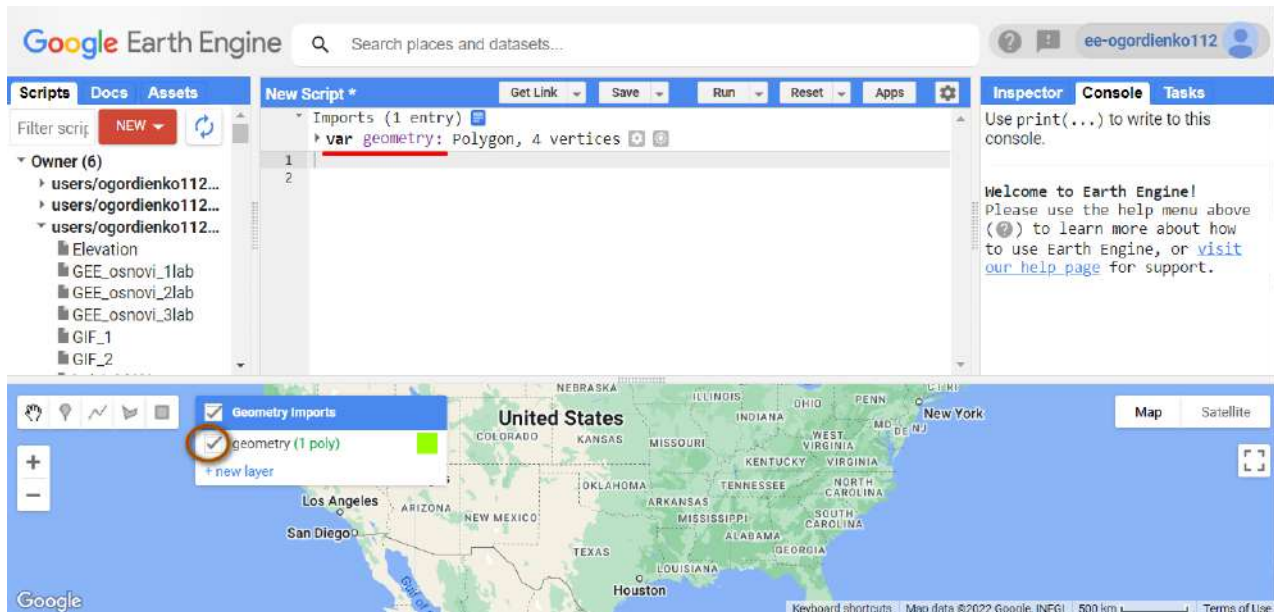 Google Earth Engine
Search places and datasets...
ee-ogordienko112
Scripts Docs Assets
Filter scrip
NEW
Owner (6)
users/ogordienko112...
users/ogordienko112...
users/ogordienko112...
Elevation
GEE_osnovi_1lab
GEE_osnovi_2lab
GEE_osnovi_3lab
GIF_1
GIF_2
New Script *
Get Link Save Run Reset Apps
Imports (1 entry)
var geometry: Polygon, 4 vertices
1
2
Inspector Console Tasks
Use print(...) to write to this
console.
Welcome to Earth Engine!
Please use the help menu above
( ? ) to learn more about how
to use Earth Engine, or visit
our help page for support.
Geometry Imports
geometry (1 poly)
+ new layer
+
−
Map Satellite
NEBRASKA
ILLINOIS
OHIO
PENN
New York
United States
INDIANA
MD
DE
NJ
COLORADO
KANSAS
MISSOURI
WEST
VIRGINIA
KENTUCKY
VIRGINIA
OKLAHOMA
TENNESSEE
NORTH
CAROLINA
Los Angeles
ARIZONA
NEW MEXICO
ARKANSAS
MISSISSIPPI
SOUTH
CAROLINA
San Diego
ALABAMA
TEXAS
GEORGIA
LOUISIANA
Houston
Gulf of
Google
Keyboard shortcuts Map data ©2022 Google, INEGI 500 km Terms of Use